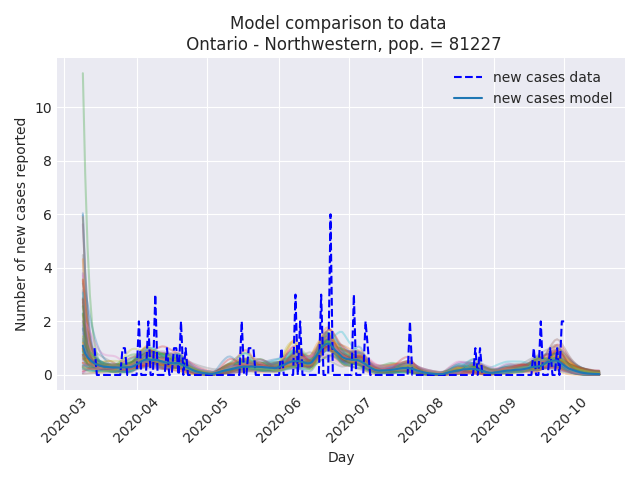 Model comparison to data
Ontario - Northwestern, pop. = 81227
new cases data
new cases model
Number of new cases reported
10
8
6
4
2
0
2020-03
2020-04
2020-05
2020-06
2020-07
2020-08
2020-09
2020-10
Day